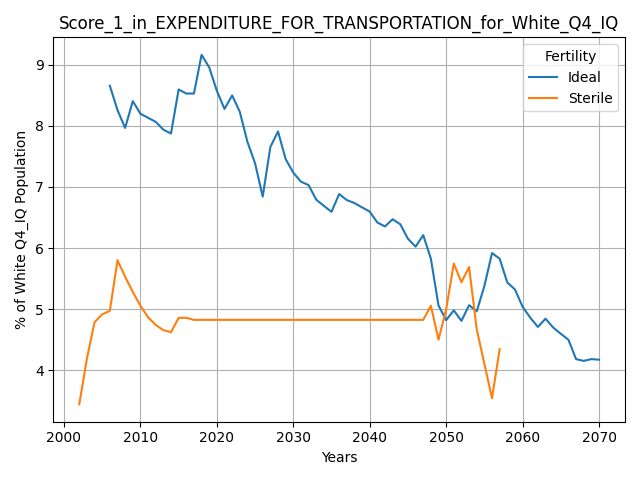 Score_1_in_EXPENDITURE_FOR_TRANSPORTATION_for_White_Q4_IQ
Fertility
Ideal
Sterile
% of White Q4_IQ Population
9
8
7
6
5
4
2000 2010 2020 2030 2040 2050 2060 2070
Years